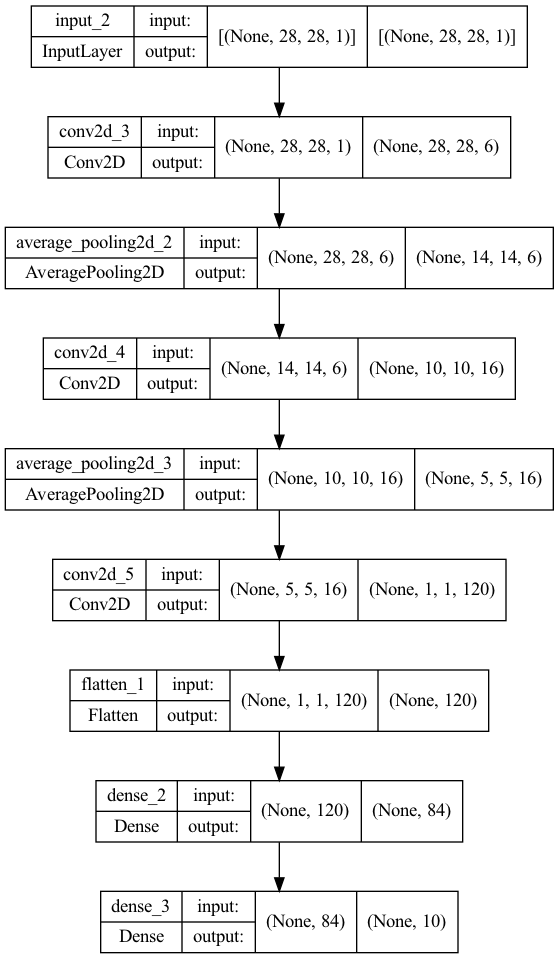 input_2 input: [(None, 28, 28, 1)] [(None, 28, 28, 1)]
InputLayer output:
conv2d_3 input: (None, 28, 28, 1) (None, 28, 28, 6)
Conv2D output:
average_pooling2d_2 input: (None, 28, 28, 6) (None, 14, 14, 6)
AveragePooling2D output:
conv2d_4 input: (None, 14, 14, 6) (None, 10, 10, 16)
Conv2D output:
average_pooling2d_3 input: (None, 10, 10, 16) (None, 5, 5, 16)
AveragePooling2D output:
conv2d_5 input: (None, 5, 5, 16) (None, 1, 1, 120)
Conv2D output:
flatten_1 input: (None, 1, 1, 120) (None, 120)
Flatten output:
dense_2 input: (None, 120) (None, 84)
Dense output:
dense_3 input: (None, 84) (None, 10)
Dense output: